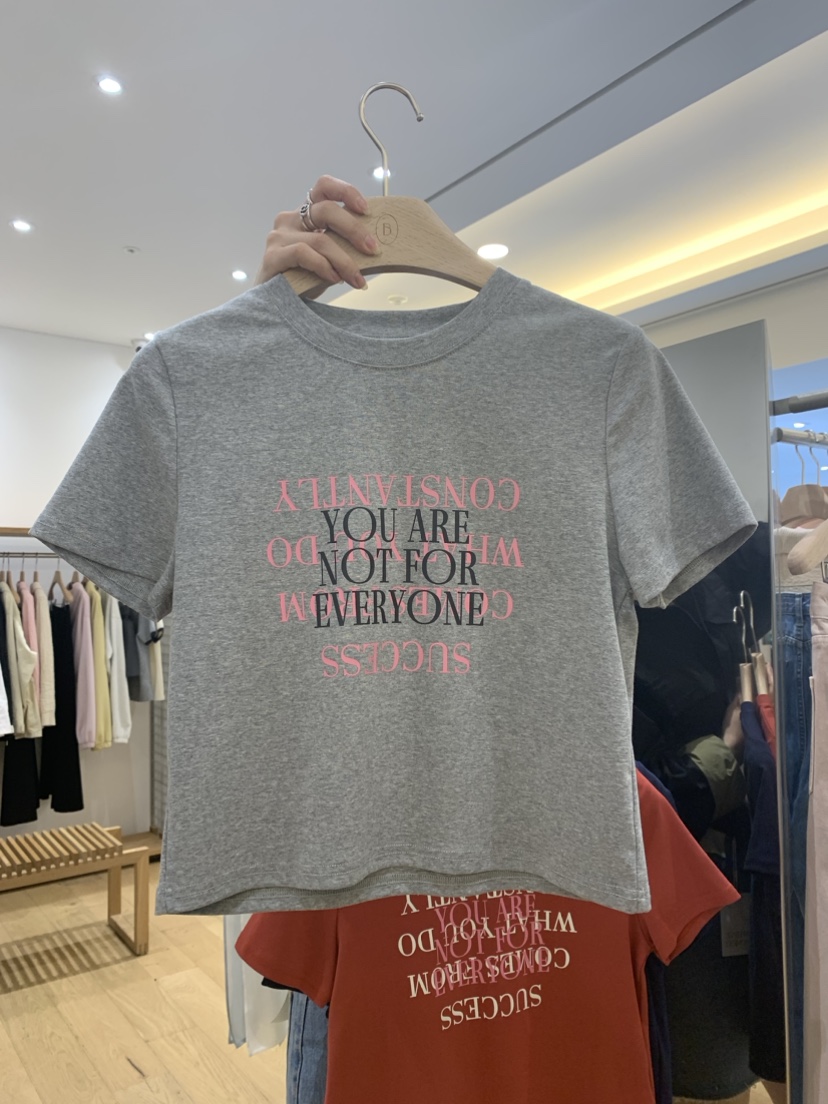 B
YOU ARE
NOT FOR
EVERYONE
SUCCESS
COMES FROM
WHAT YOU DO
CONSTANTLY
YOU ARE
NOT FOR
EVERYONE
SUCCESS
COMES FROM
WHAT YOU DO